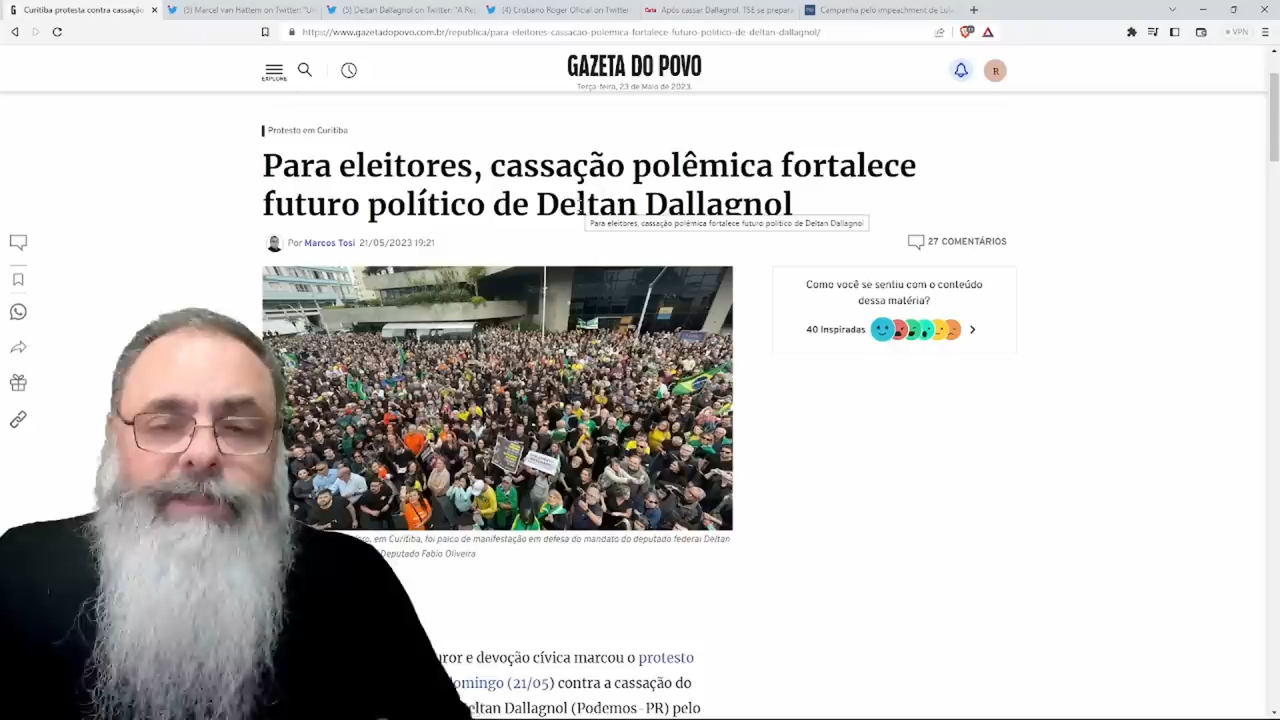 Curitiba protesta contra cassação
(5) Marcel van Hattem on Twitter: "Ur
(5) Deltan Dallagnol on Twitter: "A Re
(4) Cristiano Roger Oficial on Twitter
Após cassar Dallagnol, TSE se prepara
Campanha pelo impeachment de Lula
https://www.gazetadopovo.com.br/republica/para-eleitores-cassacao-polemica-fortalece-futuro-politico-de-deltan-dallagnol/
VPN
EXPLORE
GAZETA DO POVO
Terça-feira, 23 de Maio de 2023.
R
Protesto em Curitiba
Para eleitores, cassação polêmica fortalece
futuro político de Deltan Dallagnol
Para eleitores, cassação polêmica fortalece futuro político de Deltan Dallagnol
Por Marcos Tosi 21/05/2023 19:21
27 COMENTÁRIOS
Como você se sentiu com o conteúdo
dessa matéria?
40 Inspiradas
, em Curitiba, foi palco de manifestação em defesa do mandato do deputado federal Deltan
Deputado Fabio Oliveira
e devoção cívica marcou o protesto
(21/05) contra a cassação do
Dallagnol (Podemos-PR) pelo